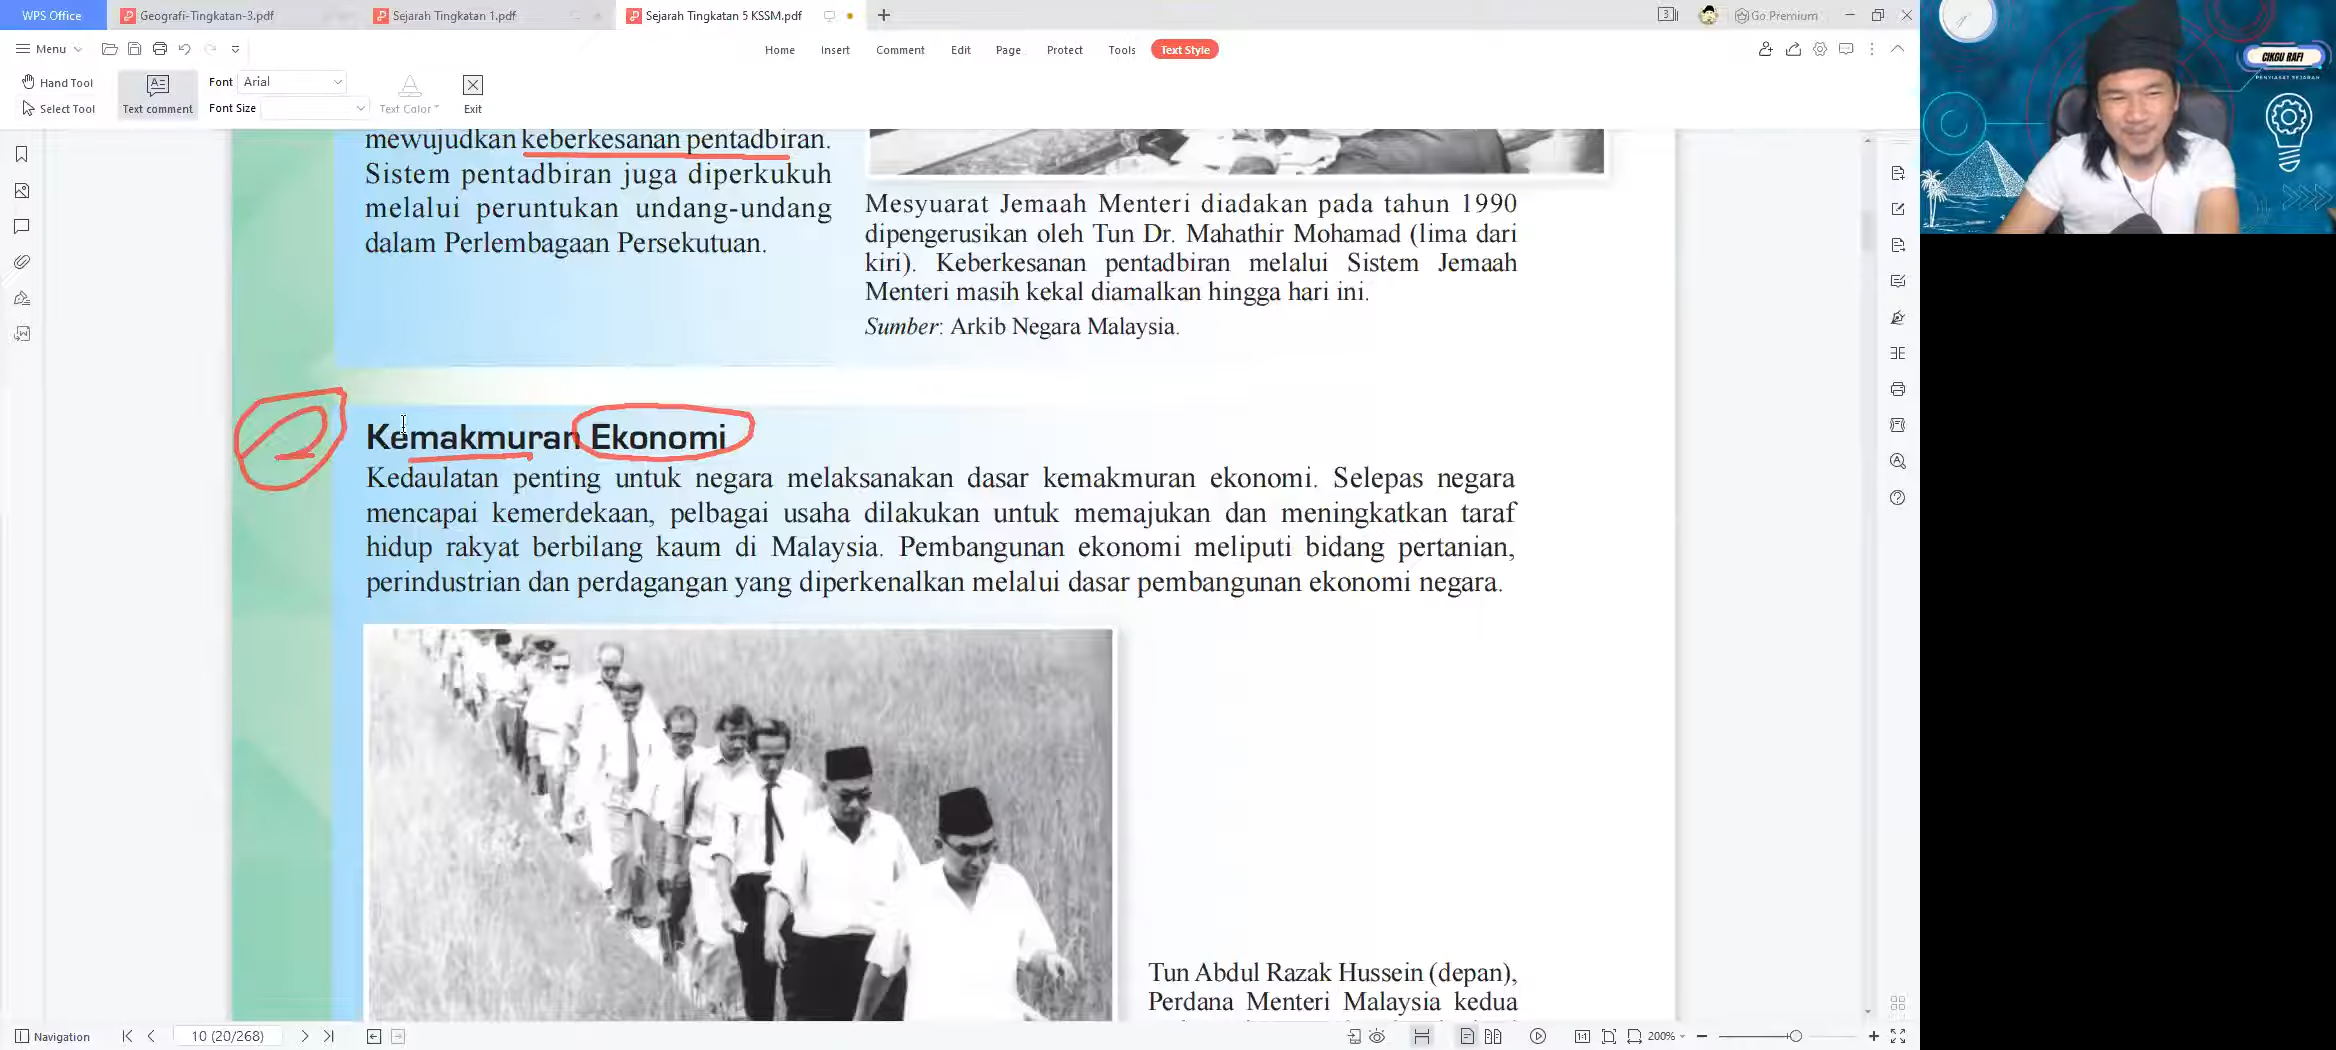 WPS Office
Geografi-Tingkatan-3.pdf
Sejarah Tingkatan 1.pdf
Sejarah Tingkatan 5 KSSM.pdf
Go Premium
Menu
Home Insert Comment Edit Page Protect Tools Text Style
Hand Tool
Select Tool
Text comment
Font Arial
Font Size
Text Color
Exit
CIKGU RAFI
PENYIASAT SEJARAH
mewujudkan keberkesanan pentadbiran.
Sistem pentadbiran juga diperkukuh
melalui peruntukan undang-undang
dalam Perlembagaan Persekutuan.
Mesyuarat Jemaah Menteri diadakan pada tahun 1990
dipengerusikan oleh Tun Dr. Mahathir Mohamad (lima dari
kiri). Keberkesanan pentadbiran melalui Sistem Jemaah
Menteri masih kekal diamalkan hingga hari ini.
Sumber: Arkib Negara Malaysia.
2
Kemakmuran Ekonomi
Kedaulatan penting untuk negara melaksanakan dasar kemakmuran ekonomi. Selepas negara
mencapai kemerdekaan, pelbagai usaha dilakukan untuk memajukan dan meningkatkan taraf
hidup rakyat berbilang kaum di Malaysia. Pembangunan ekonomi meliputi bidang pertanian,
perindustrian dan perdagangan yang diperkenalkan melalui dasar pembangunan ekonomi negara.
Tun Abdul Razak Hussein (depan),
Perdana Menteri Malaysia kedua
Navigation
10 (20/268)
200%